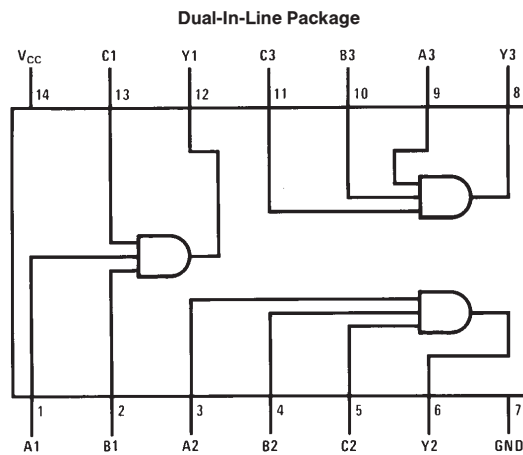 Dual-In-Line Package
VCC C1 Y1 C3 B3 A3 Y3
14 13 12 11 10 9 8
1 2 3 4 5 6 7
A1 B1 A2 B2 C2 Y2 GND